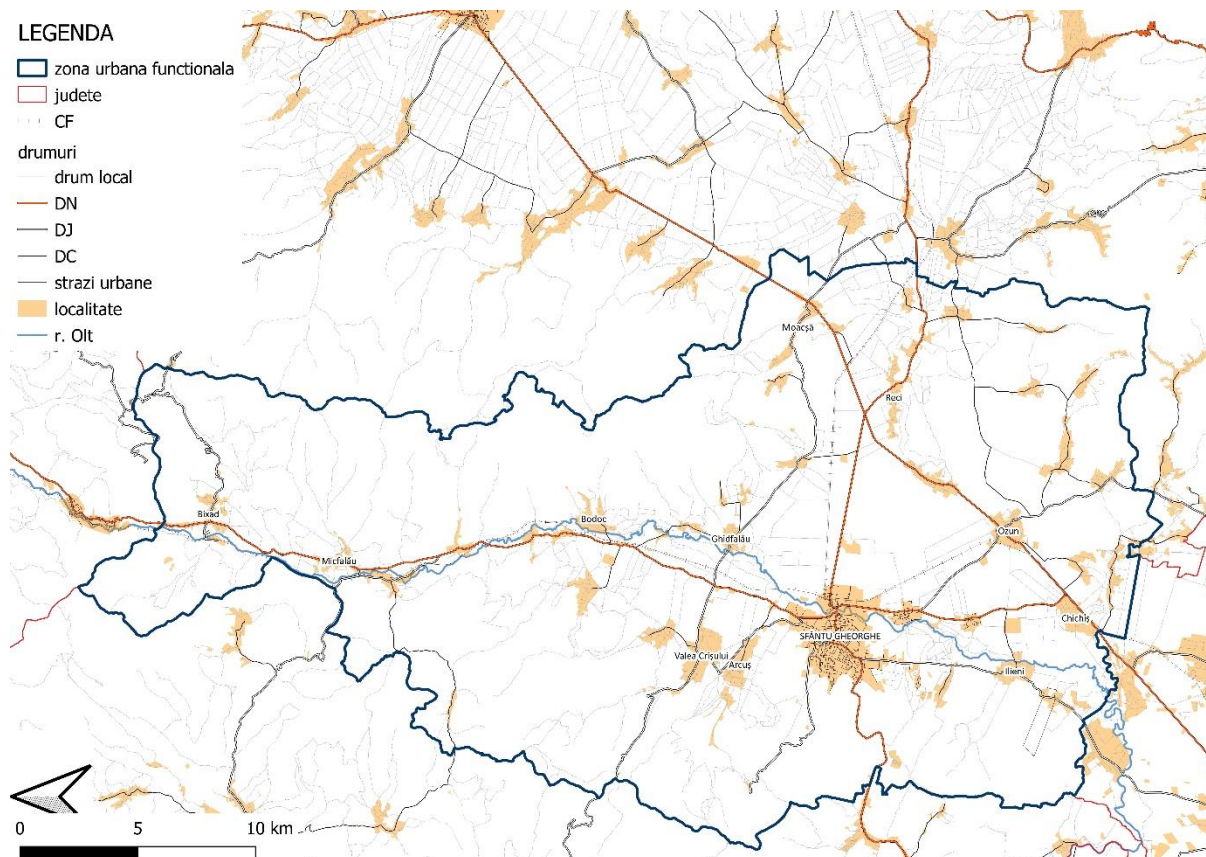 LEGENDA
zona urbana functionala
judete
CF
drumuri
drum local
DN
DJ
DC
strazi urbane
localitate
r. Olt
Moacșă
Reci
Bixad
Bodoc
Ghidfalău
Ozun
Micfalău
Chichiș
SFÂNTU GHEORGHE
Valea Crișului
Arcuș
Ilieni
0 5 10 km